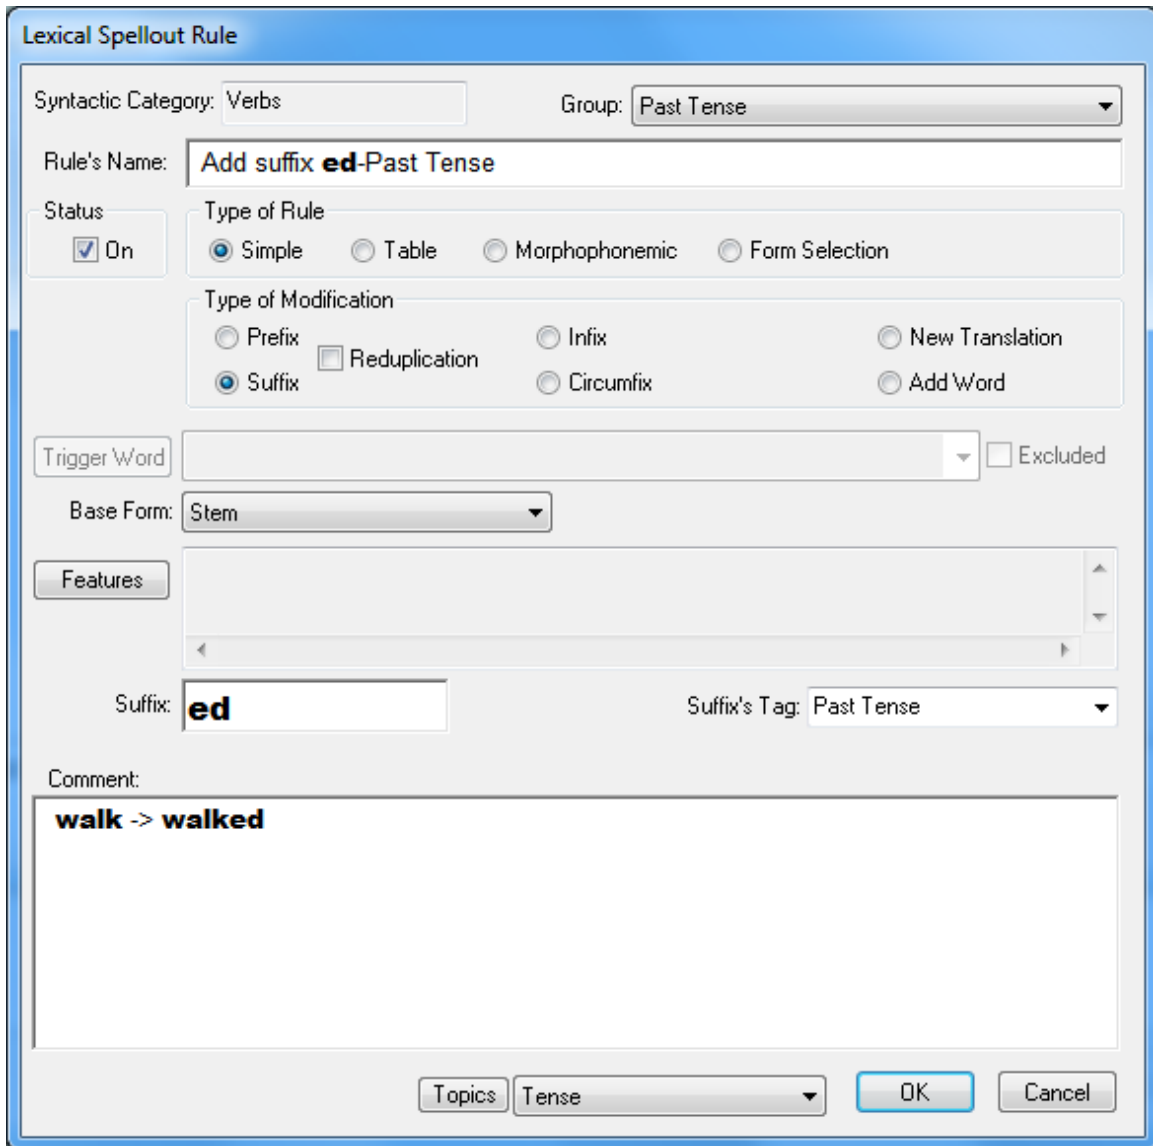 Lexical Spellout Rule
Syntactic Category: Verbs Group: Past Tense
Rule's Name: Add suffix ed-Past Tense
Status Type of Rule
On Simple Table Morphophonemic Form Selection
Type of Modification
Prefix Infix New Translation
Reduplication
Suffix Circumfix Add Word
Trigger Word Excluded
Base Form: Stem
Features
Suffix: ed Suffix's Tag: Past Tense
Comment:
walk -> walked
Topics Tense OK Cancel